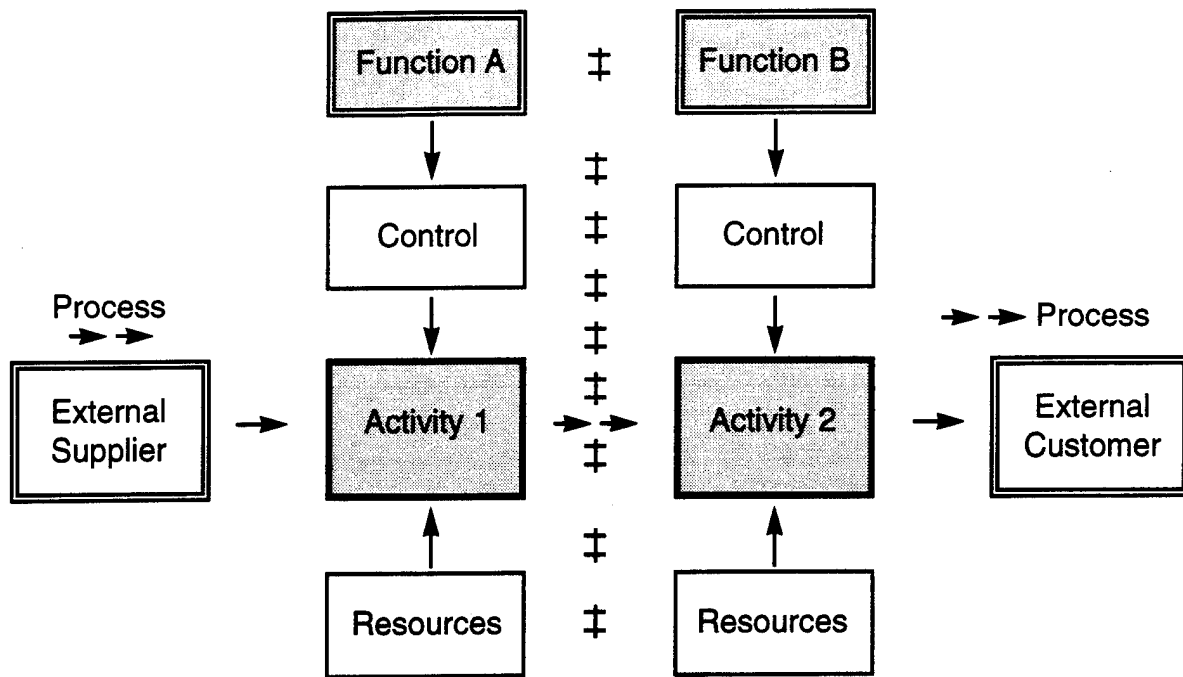 Function A
‡
Function B
‡
Control
‡
Control
‡
Process
‡
Process
External
Supplier
Activity 1
‡
Activity 2
External
Customer
‡
‡
Resources
‡
Resources